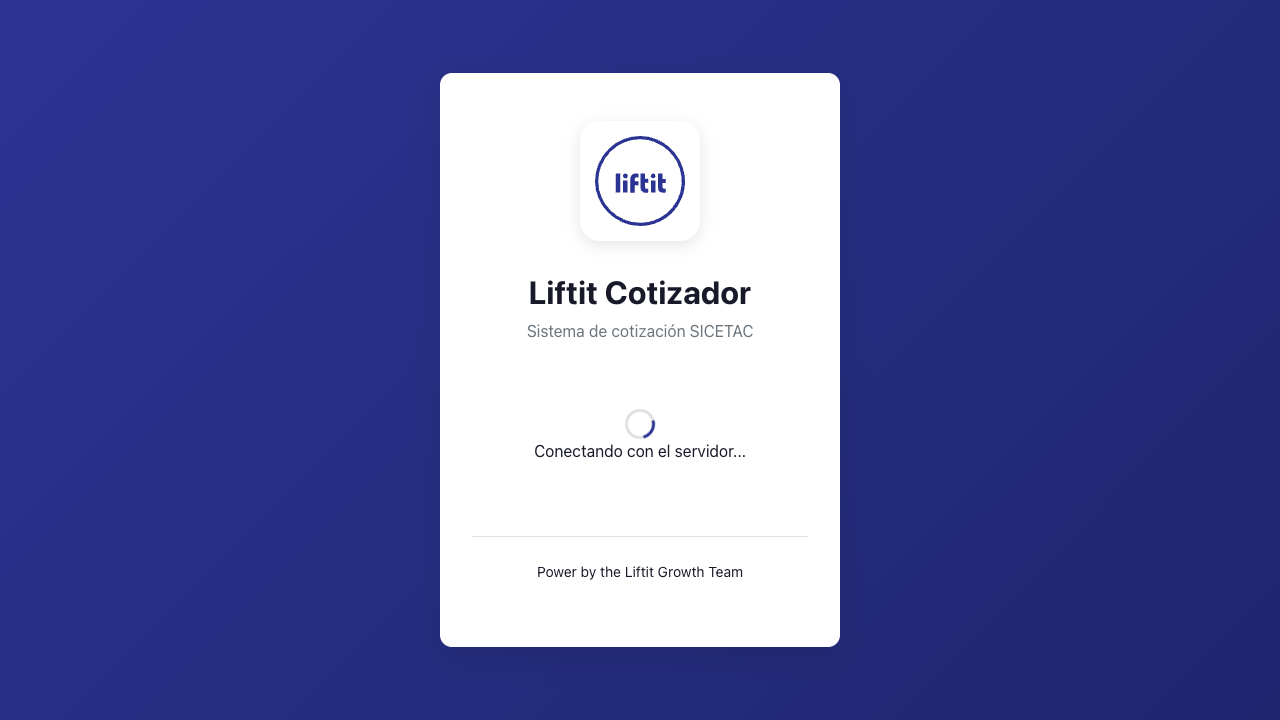 liftit
Liftit Cotizador
Sistema de cotización SICETAC
Conectando con el servidor...
Power by the Liftit Growth Team